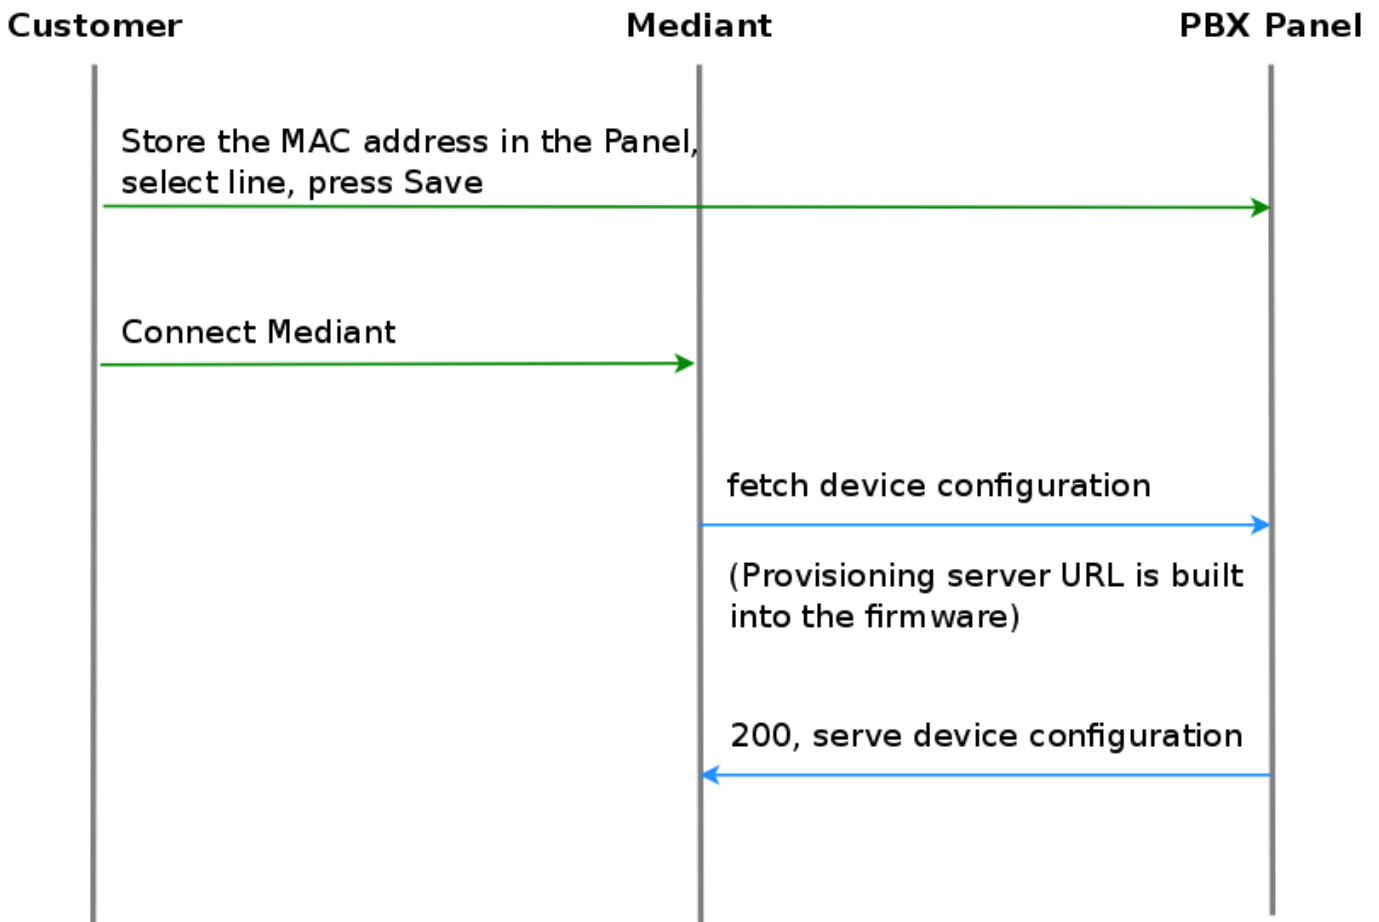 Customer
Mediant
PBX Panel
Store the MAC address in the Panel,
select line, press Save
Connect Mediant
fetch device configuration
(Provisioning server URL is built
into the firmware)
200, serve device configuration